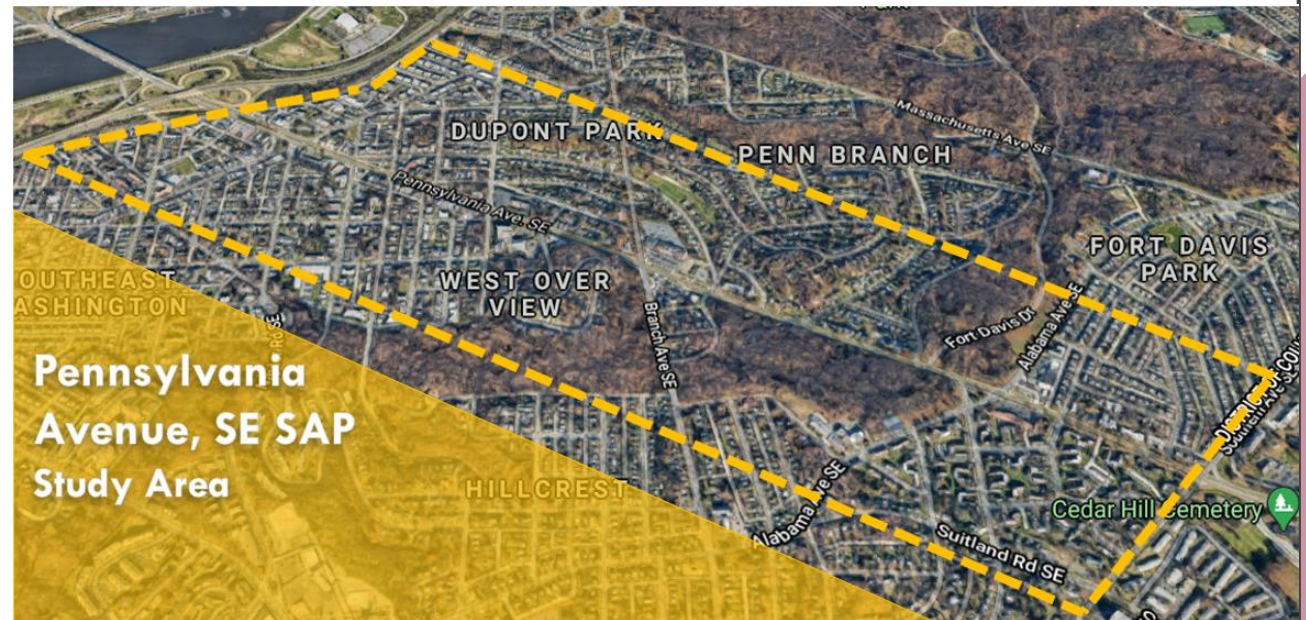 Massachusetts Ave SE
DUPONT PARK
PENN BRANCH
Pennsylvania Ave. SE
FORT DAVIS
PARK
OUTHEAST
ASHINGTON
WEST OVER
VIEW
Branch Ave SE
Fort Davis Dr
Alabama Ave SE
Pennsylvania
Avenue, SE SAP
Study Area
HILLCREST
Alabama Ave SE
Cedar Hill Cemetery
Suitland Rd SE